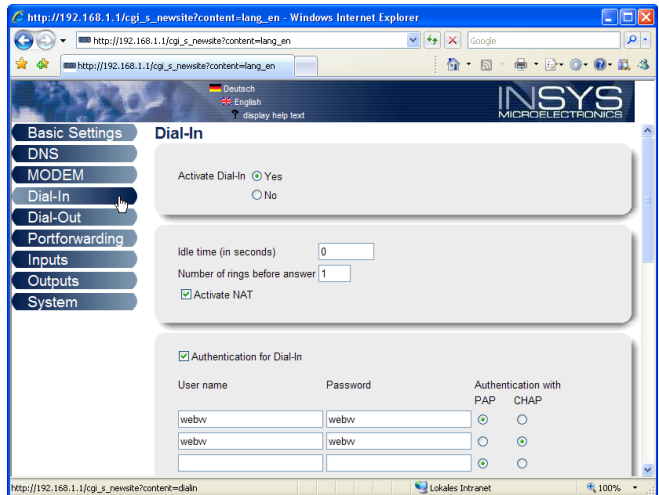 http://192.168.1.1/cgi_s_newsite?content=lang_en - Windows Internet Explorer
http://192.168.1.1/cgi_s_newsite?content=lang_en
Google
http://192.168.1.1/cgi_s_newsite?content=lang_en
Deutsch
English
? display help text
INSYS
MICROELECTRONICS
Basic Settings
DNS
MODEM
Dial-In
Dial-Out
Portforwarding
Inputs
Outputs
System
Dial-In
Activate Dial-In Yes
No
Idle time (in seconds) 0
Number of rings before answer 1
Activate NAT
Authentication for Dial-In
User name Password Authentication with
PAP CHAP
webvv webvv
webvv webvv
http://192.168.1.1/cgi_s_newsite?content=dialin
Lokales Intranet
100%